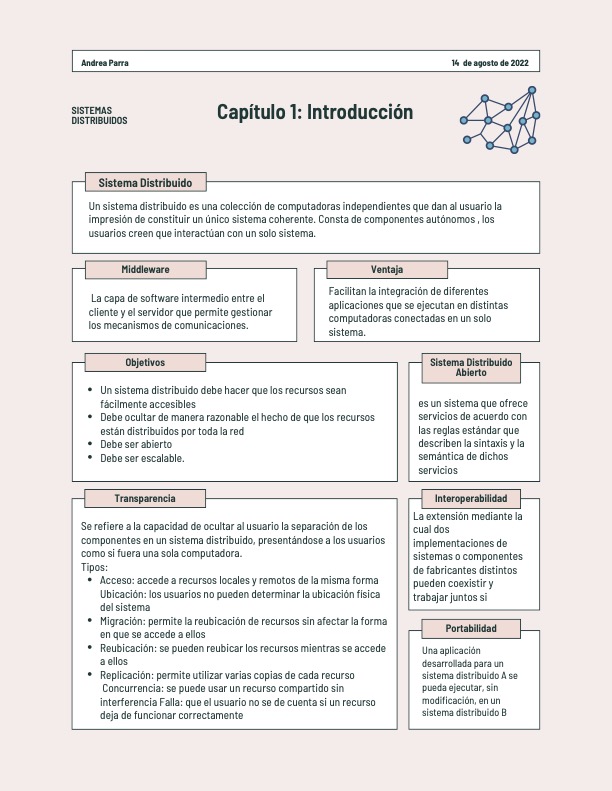 Andrea Parra
14 de agosto de 2022
SISTEMAS
DISTRIBUIDOS
Capítulo 1: Introducción
Sistema Distribuido
Un sistema distribuido es una colección de computadoras independientes que dan al usuario la
impresión de constituir un único sistema coherente. Consta de componentes autónomos , los
usuarios creen que interactúan con un solo sistema.
Middleware
La capa de software intermedio entre el
cliente y el servidor que permite gestionar
los mecanismos de comunicaciones.
Ventaja
Facilitan la integración de diferentes
aplicaciones que se ejecutan en distintas
computadoras conectadas en un solo
sistema.
Objetivos
• Un sistema distribuido debe hacer que los recursos sean
fácilmente accesibles
• Debe ocultar de manera razonable el hecho de que los recursos
están distribuidos por toda la red
• Debe ser abierto
• Debe ser escalable.
Sistema Distribuido
Abierto
es un sistema que ofrece
servicios de acuerdo con
las reglas estándar que
describen la sintaxis y la
semántica de dichos
servicios
Transparencia
Se refiere a la capacidad de ocultar al usuario la separación de los
componentes en un sistema distribuido, presentándose a los usuarios
como si fuera una sola computadora.
Tipos:
• Acceso: accede a recursos locales y remotos de la misma forma
Ubicación: los usuarios no pueden determinar la ubicación física
del sistema
• Migración: permite la reubicación de recursos sin afectar la forma
en que se accede a ellos
• Reubicación: se pueden reubicar los recursos mientras se accede
a ellos
• Replicación: permite utilizar varias copias de cada recurso
Concurrencia: se puede usar un recurso compartido sin
interferencia Falla: que el usuario no se de cuenta si un recurso
deja de funcionar correctamente
Interoperabilidad
La extensión mediante la
cual dos
implementaciones de
sistemas o componentes
de fabricantes distintos
pueden coexistir y
trabajar juntos si
Portabilidad
Una aplicación
desarrollada para un
sistema distribuido A se
pueda ejecutar, sin
modificación, en un
sistema distribuido B